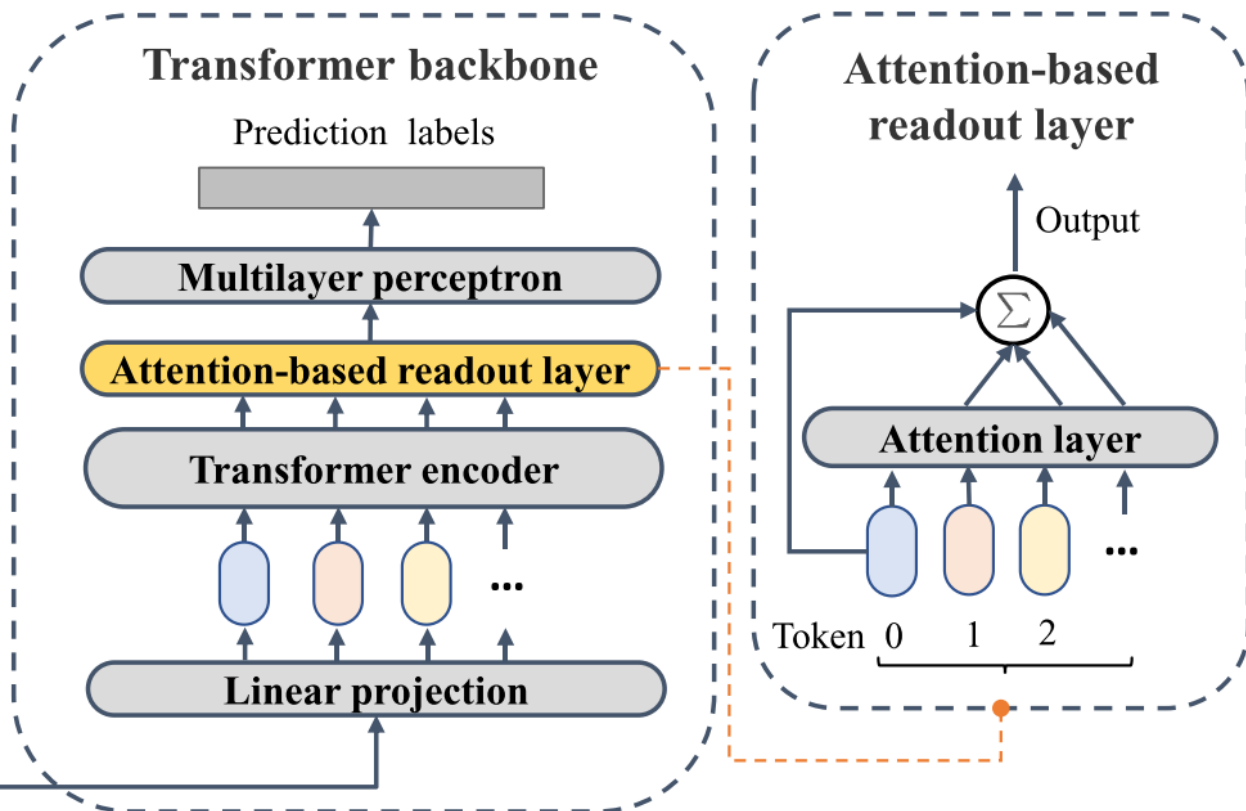 Transformer backbone
Prediction labels
Multilayer perceptron
Attention-based readout layer
Transformer encoder
...
Linear projection
Attention-based
readout layer
Output
Σ
Attention layer
...
Token 0 1 2